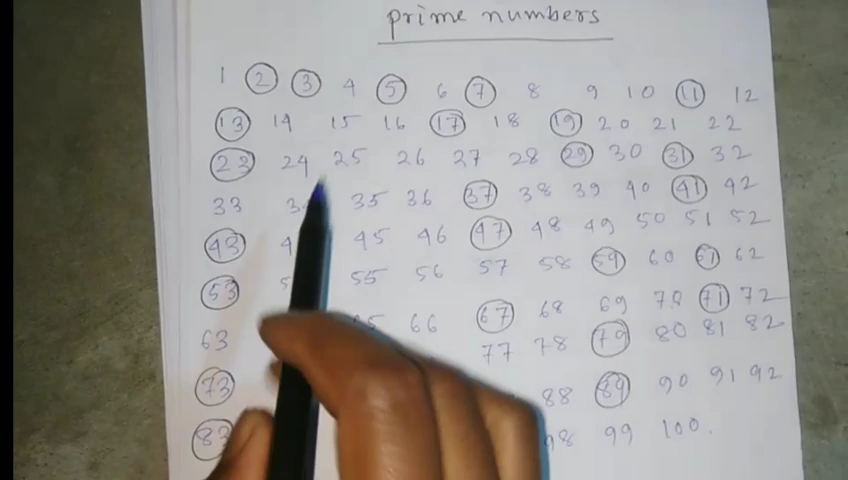 prime numbers
1 2 3 4 5 6 7 8 9 10 11 12
13 14 15 16 17 18 19 20 21 22
23 24 25 26 27 28 29 30 31 32
33 35 36 37 38 39 40 41 42
43 45 46 47 48 49 50 51 52
53 55 56 57 58 59 60 61 62
63 66 67 68 69 70 71 72
73 77 78 79 80 81 82
83 88 89 90 91 92
98 99 100.